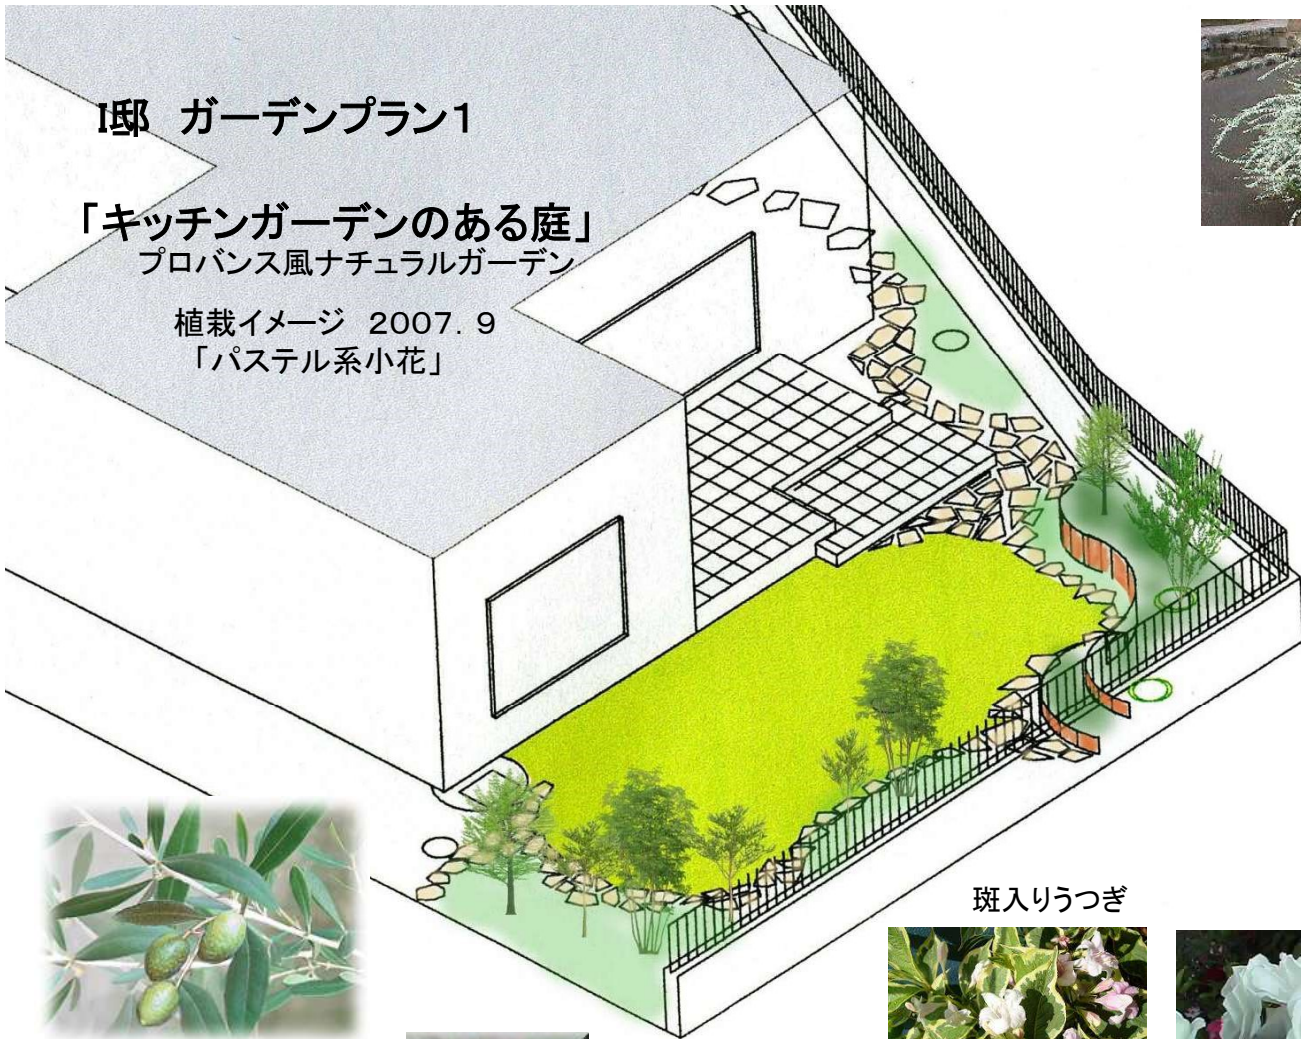 I邸　ガーデンプラン１
「キッチンガーデンのある庭」
プロバンス風ナチュラルガーデン
植栽イメージ　２００７．９
「パステル系小花」
斑入りうつぎ